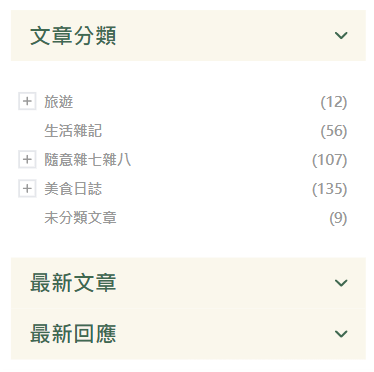 文章分類
旅遊 (12)
生活雜記 (56)
隨意雜七雜八 (107)
美食日誌 (135)
未分類文章 (9)
最新文章
最新回應